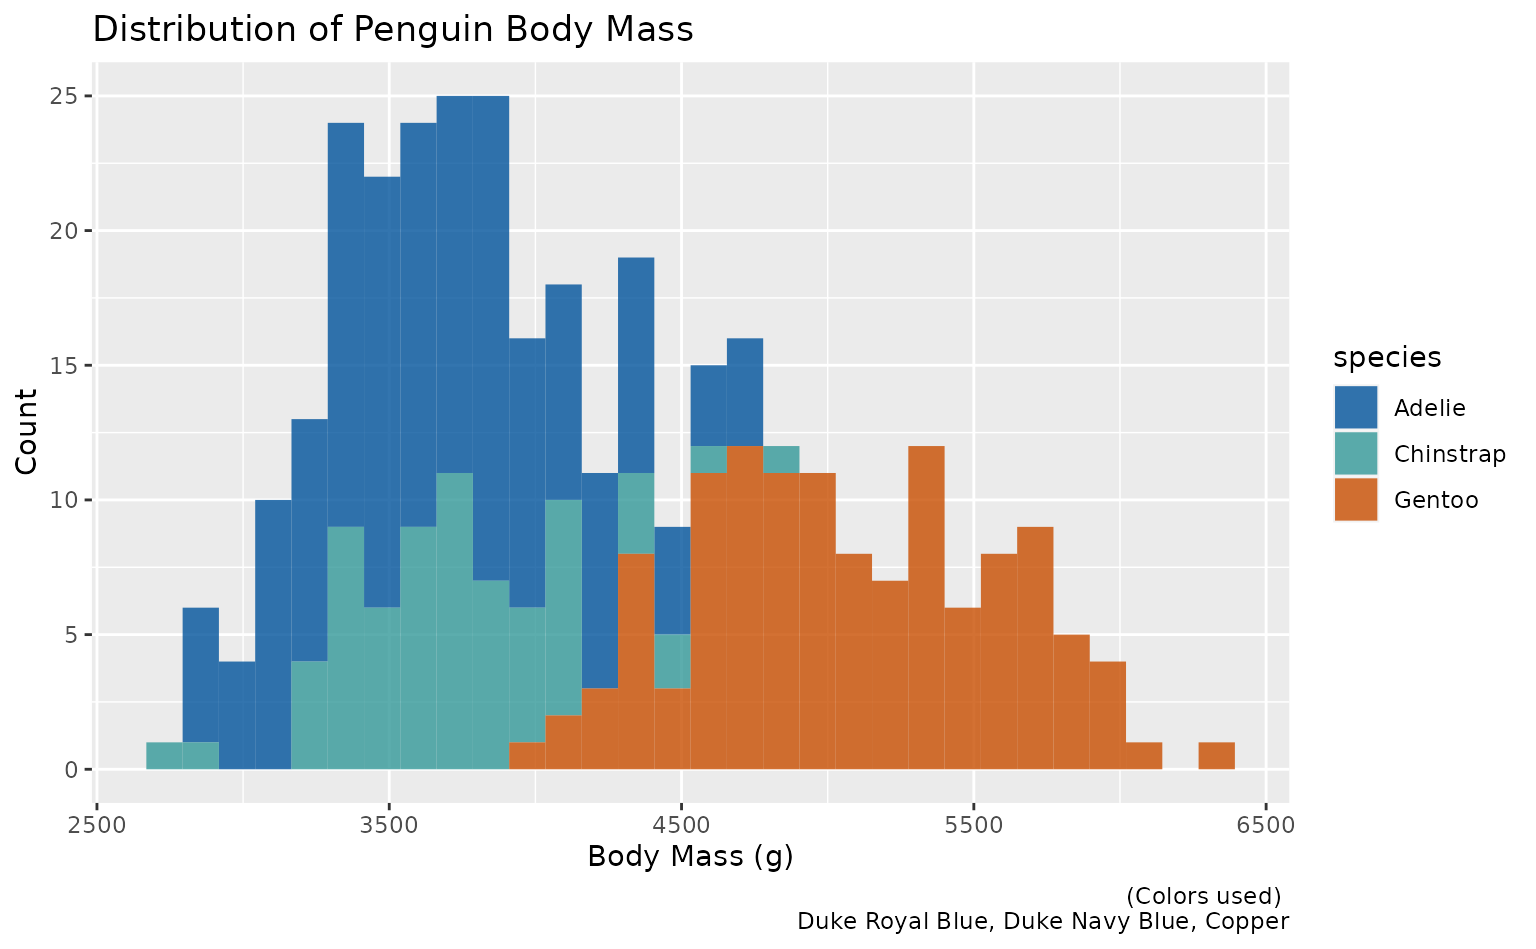 Distribution of Penguin Body Mass
25
20
15
10
5
0
Count
2500 3500 4500 5500 6500
Body Mass (g)
species
Adelie
Chinstrap
Gentoo
(Colors used)
Duke Royal Blue, Duke Navy Blue, Copper